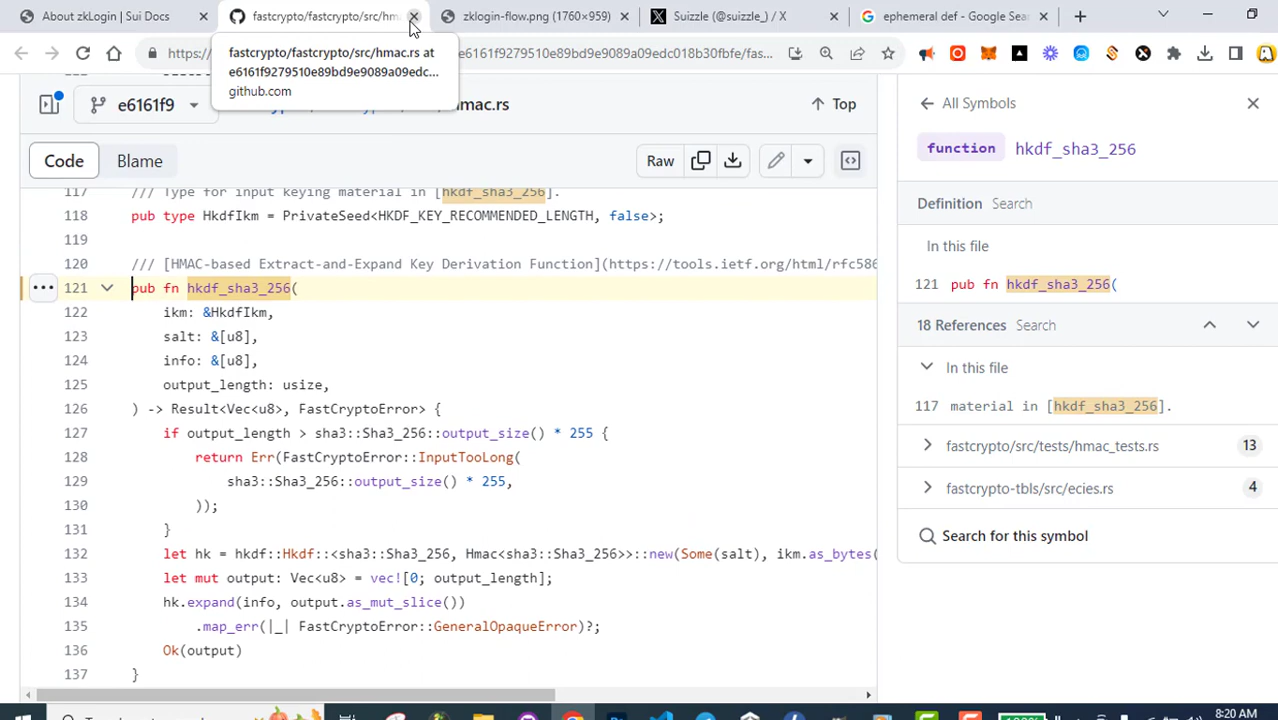 About zkLogin | Sui Docs
fastcrypto/fastcrypto/src/hm
zklogin-flow.png (1760×959)
Suizzle (@suizzle_) / X
ephemeral def - Google Sea
https://
e6161f9279510e89bd9e9089a09edc018b30fbfe/fas...
fastcrypto/fastcrypto/src/hmac.rs at
e6161f9279510e89bd9e9089a09edc...
github.com
e6161f9
hmac.rs
Top
Code
Blame
Raw
117 /// Type for input keying material in [hkdf_sha3_256].
118 pub type HkdfIkm = PrivateSeed<HKDF_KEY_RECOMMENDED_LENGTH, false>;
119
120 /// [HMAC-based Extract-and-Expand Key Derivation Function](https://tools.ietf.org/html/rfc586
121 pub fn hkdf_sha3_256(
122 ikm: &HkdfIkm,
123 salt: &[u8],
124 info: &[u8],
125 output_length: usize,
126 ) -> Result<Vec<u8>, FastCryptoError> {
127 if output_length > sha3::Sha3_256::output_size() * 255 {
128 return Err(FastCryptoError::InputTooLong(
129 sha3::Sha3_256::output_size() * 255,
130 ));
131 }
132 let hk = hkdf::Hkdf::<sha3::Sha3_256, Hmac<sha3::Sha3_256>>::new(Some(salt), ikm.as_bytes(
133 let mut output: Vec<u8> = vec![0; output_length];
134 hk.expand(info, output.as_mut_slice())
135 .map_err(|_| FastCryptoError::GeneralOpaqueError)?;
136 Ok(output)
137 }
All Symbols
function hkdf_sha3_256
Definition Search
In this file
121 pub fn hkdf_sha3_256(
18 References Search
In this file
117 material in [hkdf_sha3_256].
fastcrypto/src/tests/hmac_tests.rs 13
fastcrypto-tbls/src/ecies.rs 4
Search for this symbol
100%
8:20 AM